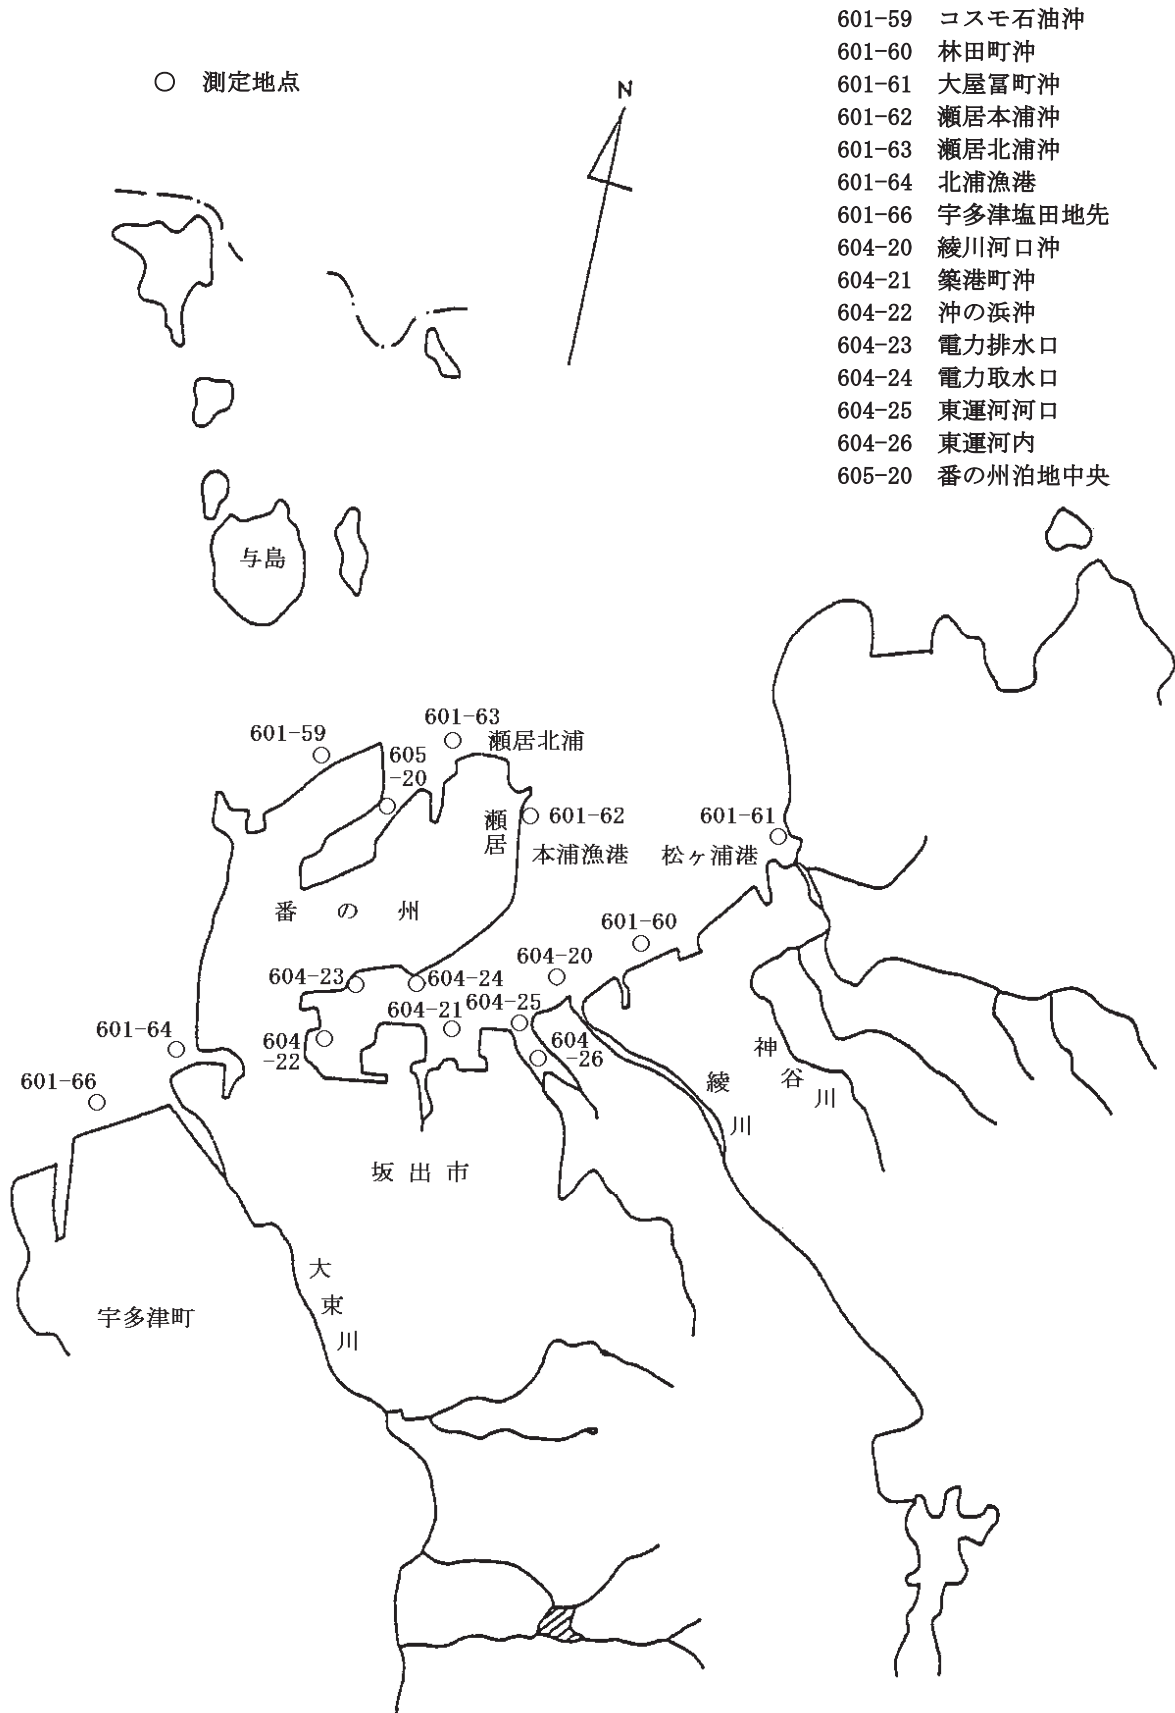 601-59 コスモ石油沖
601-60 林田町沖
601-61 大屋冨町沖
601-62 瀬居本浦沖
601-63 瀬居北浦沖
601-64 北浦漁港
601-66 宇多津塩田地先
604-20 綾川河口沖
604-21 築港町沖
604-22 沖の浜沖
604-23 電力排水口
604-24 電力取水口
604-25 東運河河口
604-26 東運河内
605-20 番の州泊地中央
○ 測定地点
N
与島
601-59
601-63
瀬居北浦
605
-20
瀬居
601-62
本浦漁港
601-61
松ヶ浦港
番の州
601-60
604-20
604-23
604-24
604-21
604-25
604
-22
604
-26
601-64
601-66
神谷川
綾川
坂出市
大束川
宇多津町